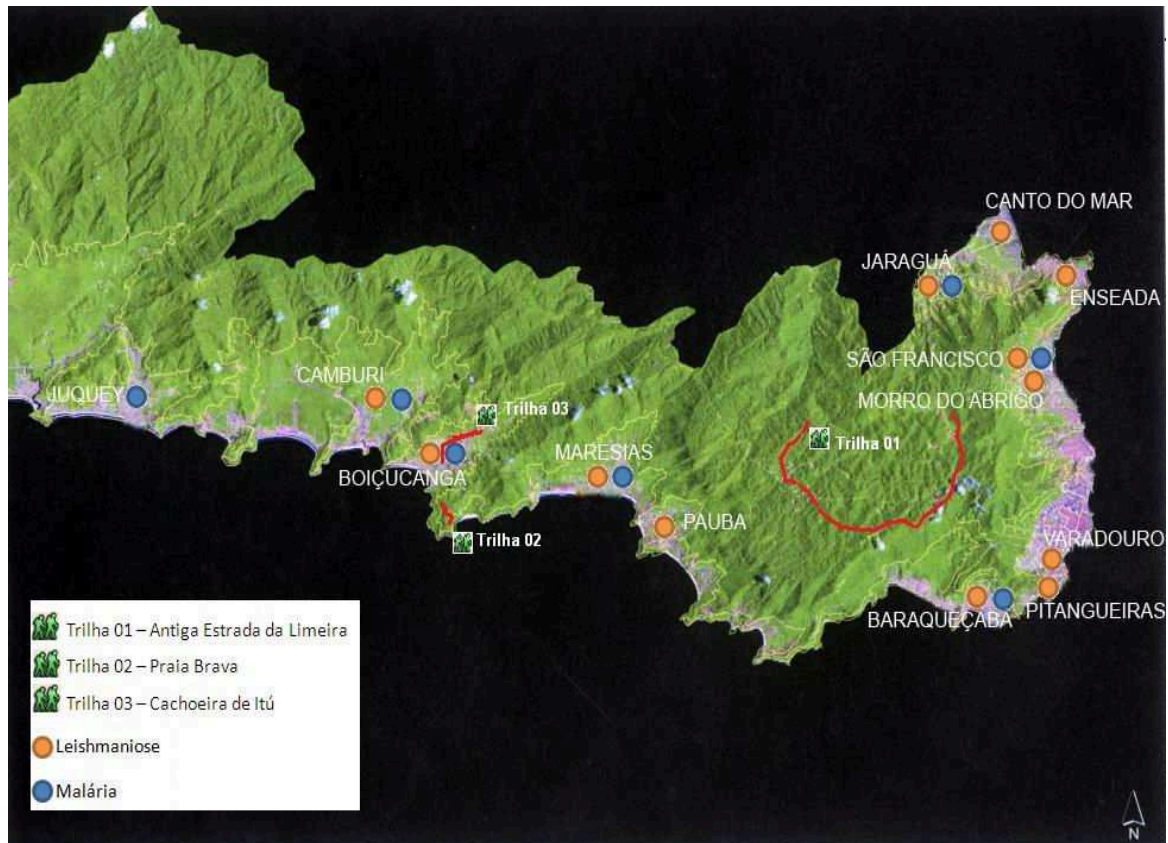 CANTO DO MAR
JARAGUÁ
ENSEADA
SÃO FRANCISCO
MORRO DO ABRIGO
JUQUEY
CAMBURI
Trilha 03
Trilha 01
BOIÇUCANGA
MARESIAS
PAUBA
Trilha 02
VARADOURO
BARAQUEÇABA
PITANGUEIRAS
Trilha 01 – Antiga Estrada da Limeira
Trilha 02 – Praia Brava
Trilha 03 – Cachoeira de Itú
Leishmaniose
Malária
N